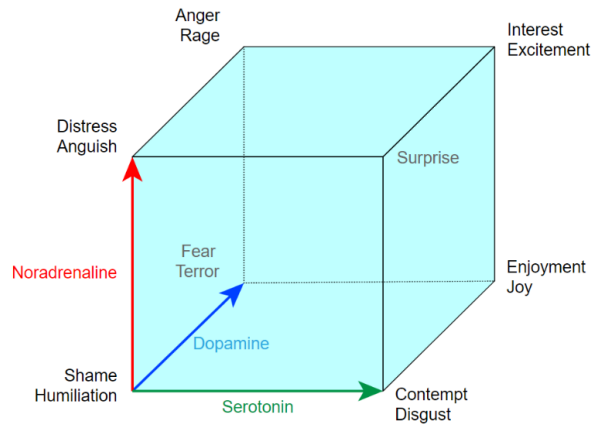 Anger
Rage
Interest
Excitement
Distress
Anguish
Surprise
Fear
Terror
Noradrenaline
Enjoyment
Joy
Dopamine
Shame
Humiliation
Contempt
Disgust
Serotonin